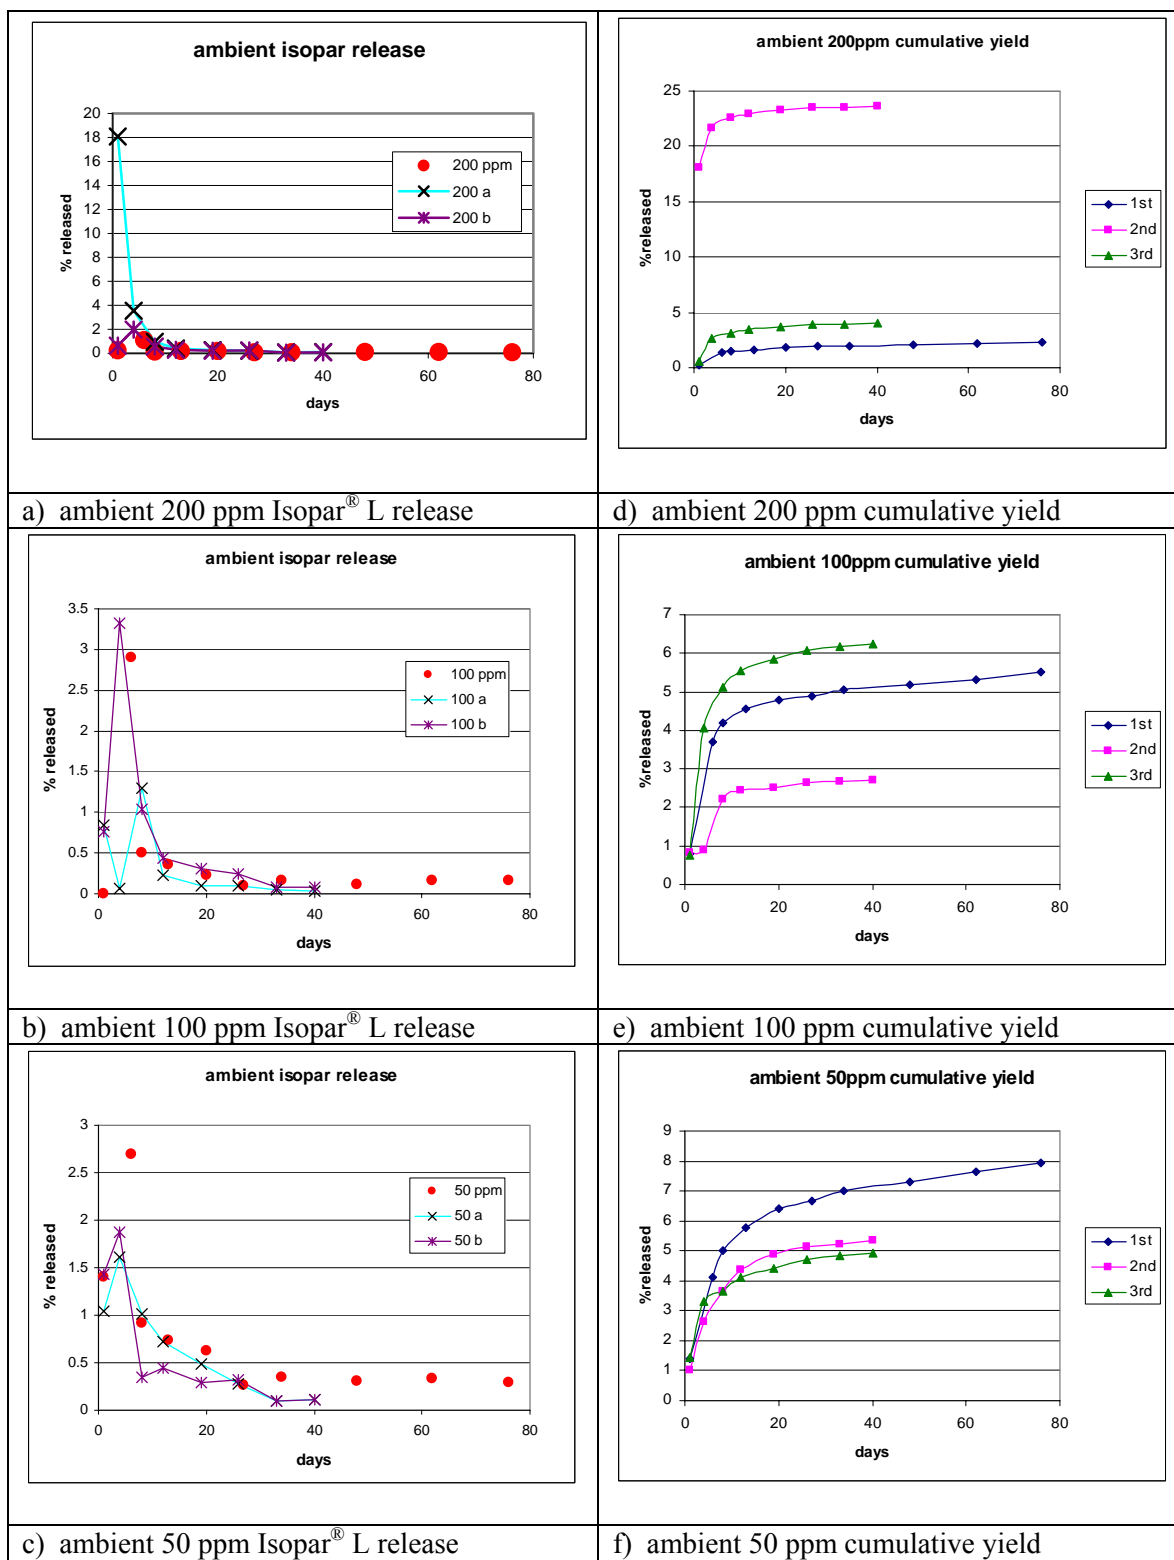 ambient isopar release
% released
20
18
16
14
12
10
8
6
4
2
0
0 20 40 60 80
days
200 ppm
200 a
200 b
a) ambient 200 ppm Isopar® L release
ambient 200ppm cumulative yield
%released
25
20
15
10
5
0
0 20 40 60 80
days
1st
2nd
3rd
d) ambient 200 ppm cumulative yield
ambient isopar release
% released
3.5
3
2.5
2
1.5
1
0.5
0
0 20 40 60 80
days
100 ppm
100 a
100 b
b) ambient 100 ppm Isopar® L release
ambient 100ppm cumulative yield
%released
7
6
5
4
3
2
1
0
0 20 40 60 80
days
1st
2nd
3rd
e) ambient 100 ppm cumulative yield
ambient isopar release
% released
3
2.5
2
1.5
1
0.5
0
0 20 40 60 80
days
50 ppm
50 a
50 b
c) ambient 50 ppm Isopar® L release
ambient 50ppm cumulative yield
%released
9
8
7
6
5
4
3
2
1
0
0 20 40 60 80
days
1st
2nd
3rd
f) ambient 50 ppm cumulative yield